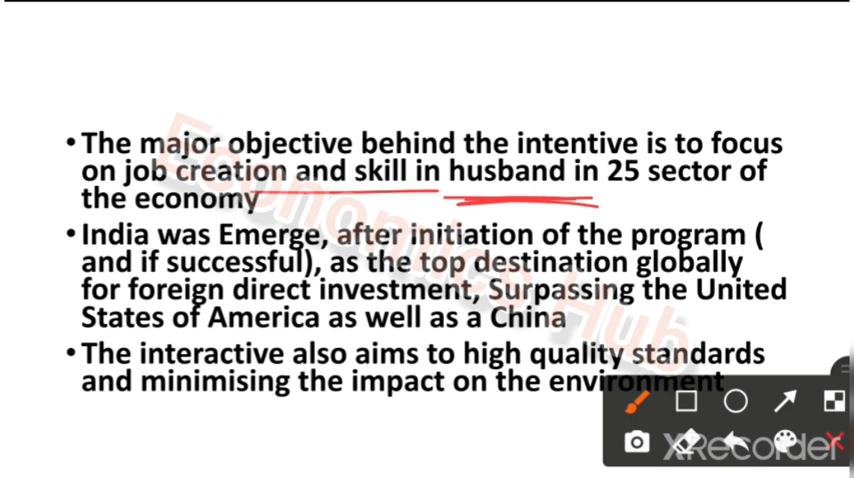 • The major objective behind the intentive is to focus
on job creation and skill in husband in 25 sector of
the economy
• India was Emerge, after initiation of the program (
and if successful), as the top destination globally
for foreign direct investment, Surpassing the United
States of America as well as a China
• The interactive also aims to high quality standards
and minimising the impact on the environment
Economics Hub
XRecorder